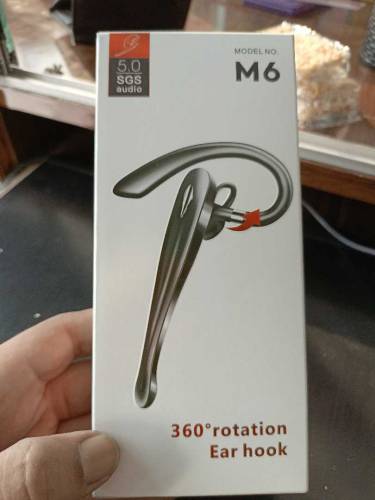 5.0
SGS
audio
MODEL NO:
M6
360°rotation
Ear hook